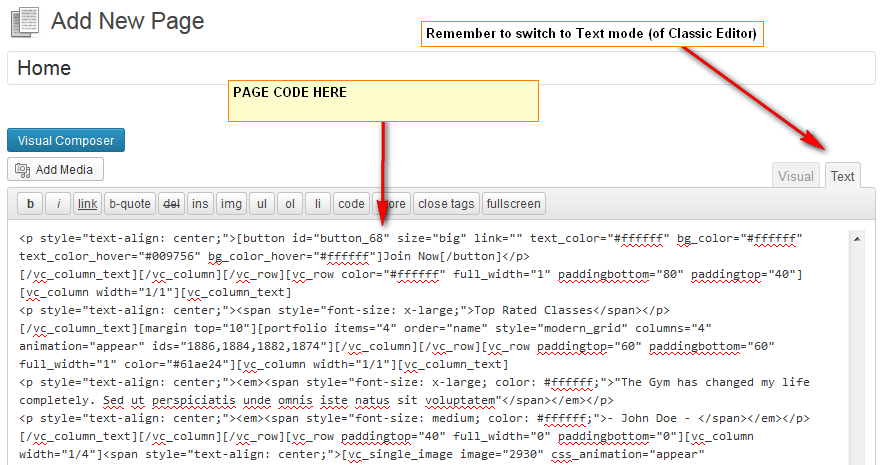 Add New Page
Remember to switch to Text mode (of Classic Editor)
Home
PAGE CODE HERE
Visual Composer
Add Media
Visual Text
b i link b-quote del ins img ul ol li code more close tags fullscreen
<p style="text-align: center;">[button id="button_68" size="big" link="" text_color="#ffffff" bg_color="#ffffff"
text_color_hover="#009756" bg_color_hover="#ffffff"]Join Now[/button]</p>
[/vc_column_text][/vc_column][/vc_row][vc_row color="#ffffff" full_width="1" paddingbottom="80" paddingtop="40"]
[vc_column width="1/1"][vc_column_text]
<p style="text-align: center;"><span style="font-size: x-large;">Top Rated Classes</span></p>
[/vc_column_text][margin top="10"][portfolio items="4" order="name" style="modern_grid" columns="4"
animation="appear" ids="1886,1884,1882,1874"][/vc_column][/vc_row][vc_row paddingtop="60" paddingbottom="60"
full_width="1" color="#61ae24"][vc_column width="1/1"][vc_column_text]
<p style="text-align: center;"><em><span style="font-size: x-large; color: #ffffff;">"The Gym has changed my life
completely. Sed ut perspiciatis unde omnis iste natus sit voluptatem"</span></em></p>
<p style="text-align: center;"><em><span style="font-size: medium; color: #ffffff;">- John Doe - </span></em></p>
[/vc_column_text][/vc_column][/vc_row][vc_row paddingtop="40" full_width="0" paddingbottom="0"][vc_column
width="1/4"]<span style="text-align: center;">[vc_single_image image="2930" css_animation="appear"